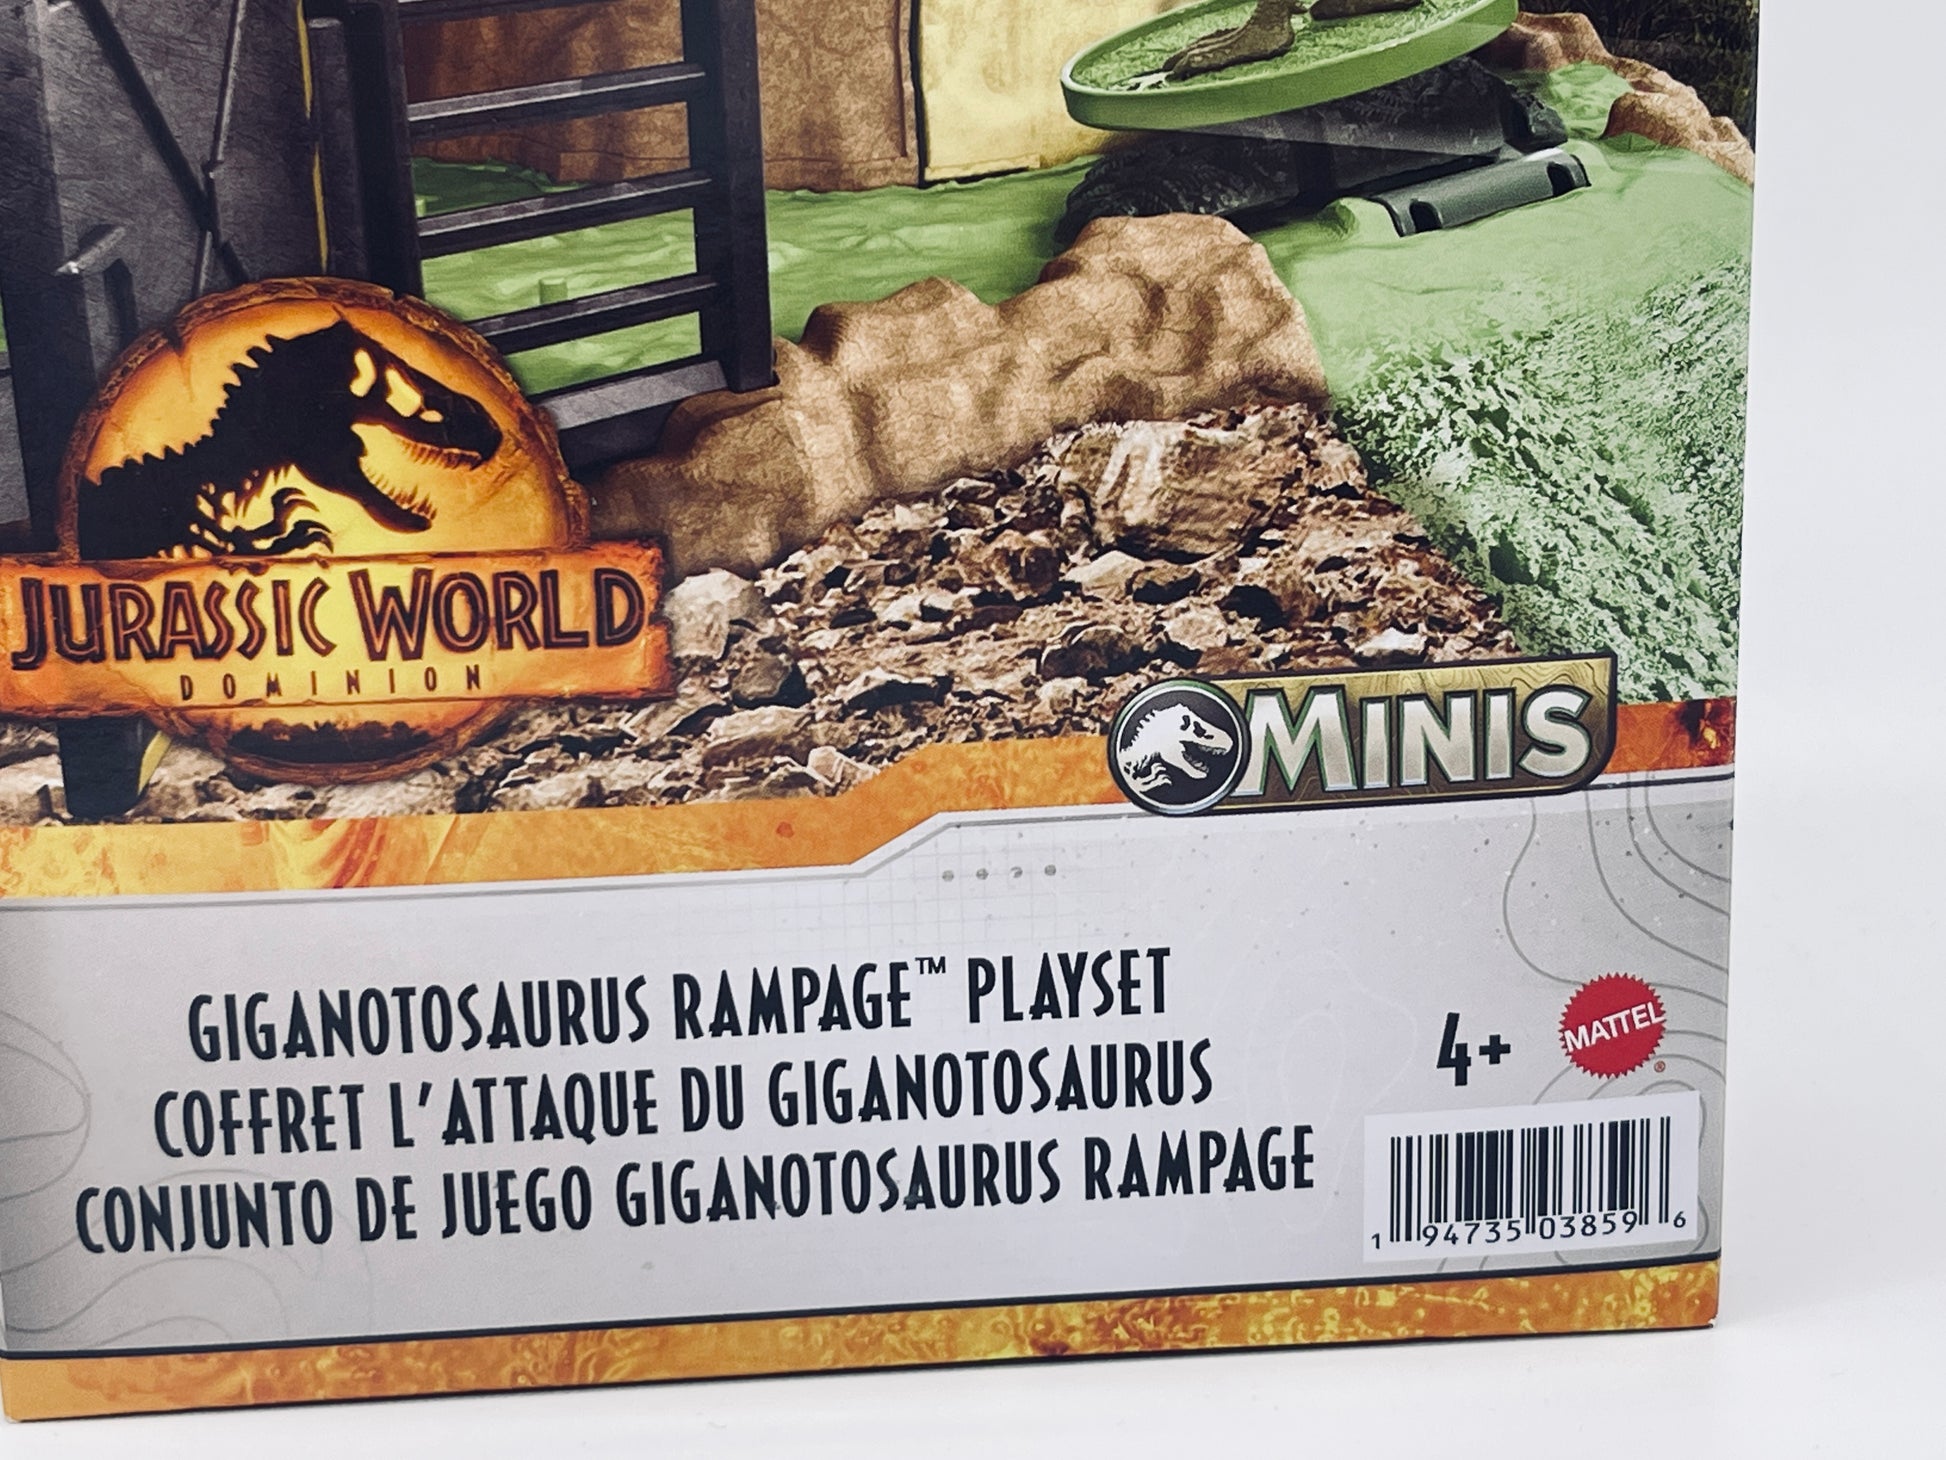 JURASSIC WORLD
DOMINION
MINIS
GIGANOTOSAURUS RAMPAGE™ PLAYSET
COFFRET L'ATTAQUE DU GIGANOTOSAURUS
CONJUNTO DE JUEGO GIGANOTOSAURUS RAMPAGE
4+
MATTEL®
1 94735 03859 6